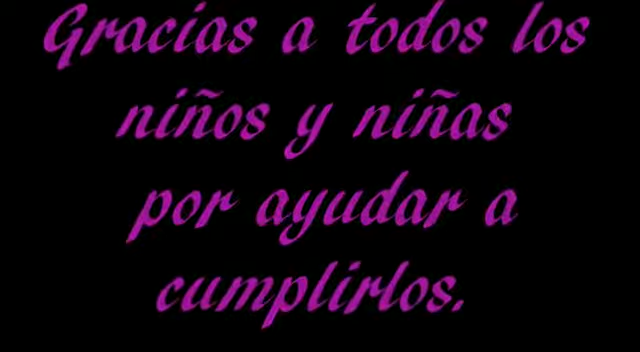 Gracias a todos los
niños y niñas
por ayudar a
cumplirlos.